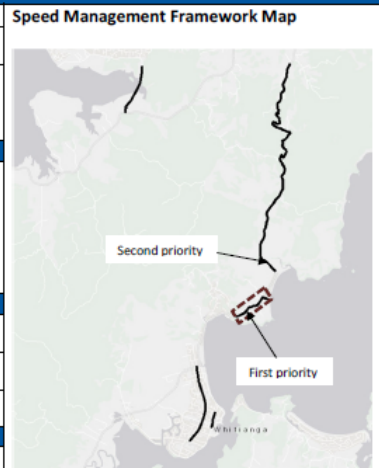 Speed Management Framework Map
Second priority
First priority
Whitianga